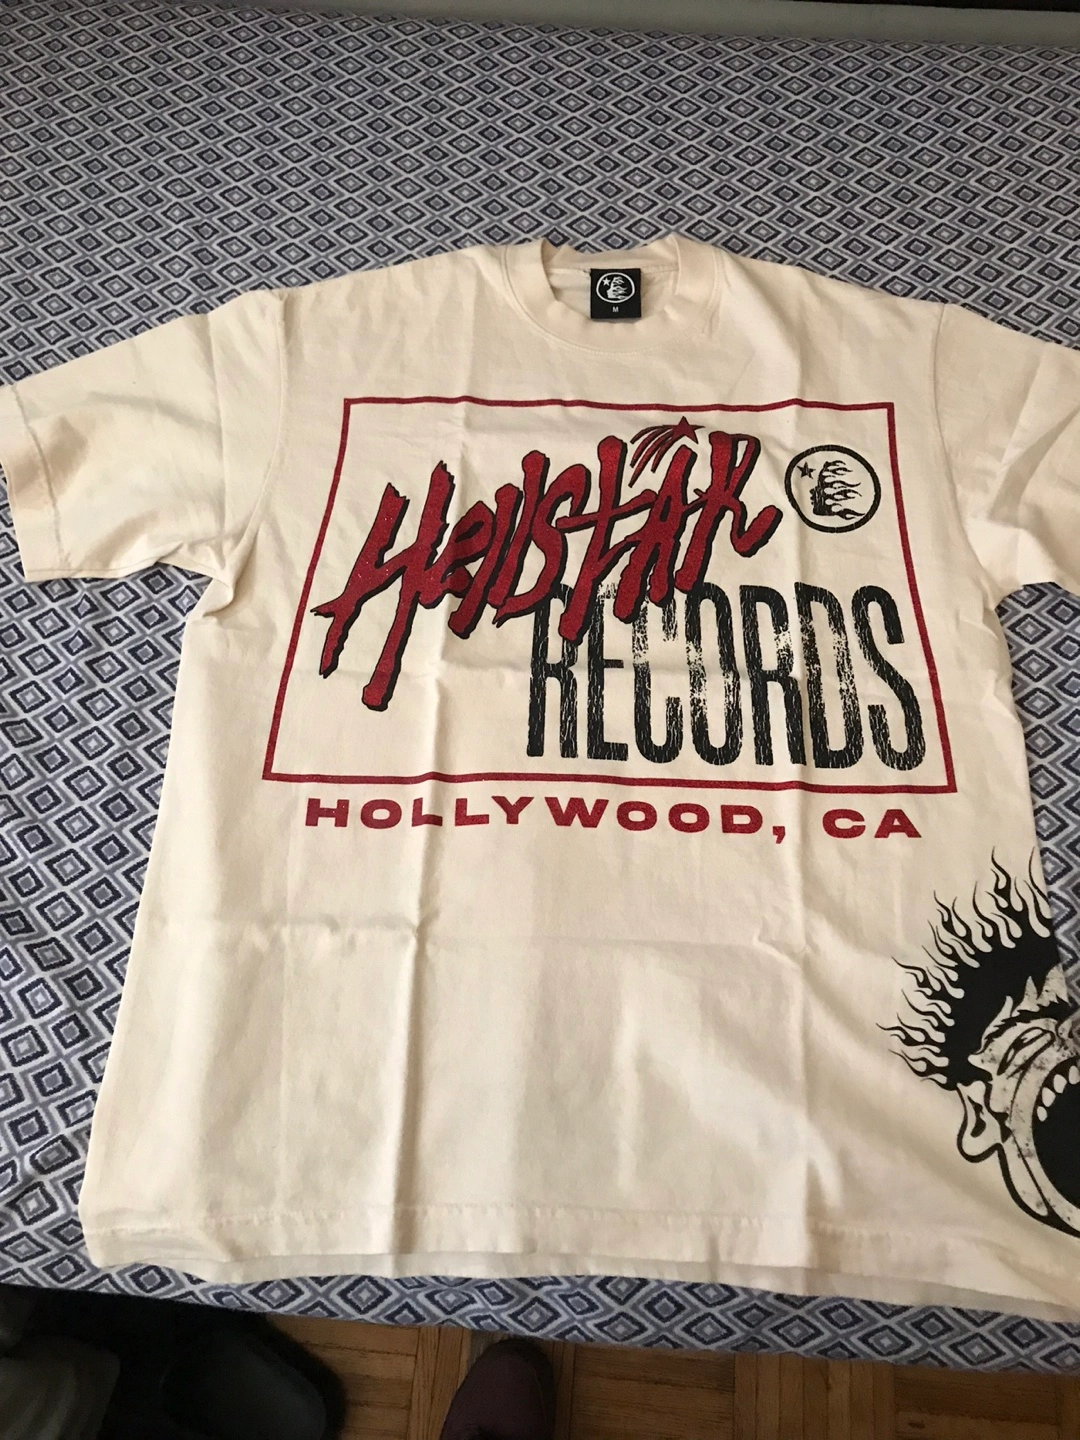 M
HellstAR
RECORDS
HOLLYWOOD, CA